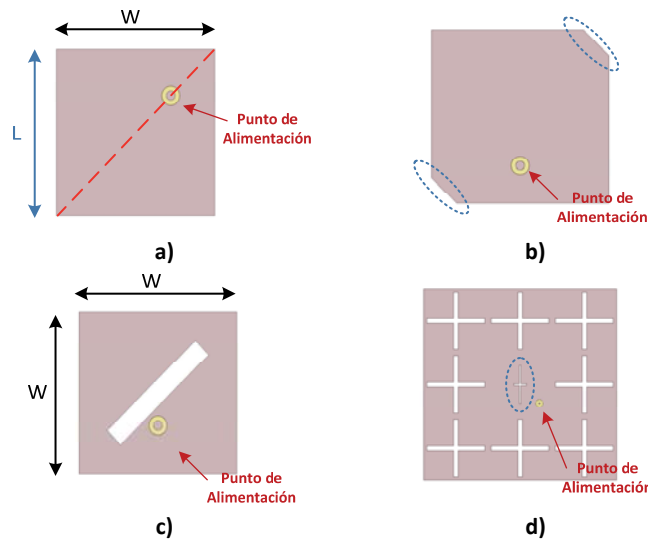 W
L
Punto de
Alimentación
a)
Punto de
Alimentación
b)
W
W
Punto de
Alimentación
c)
Punto de
Alimentación
d)